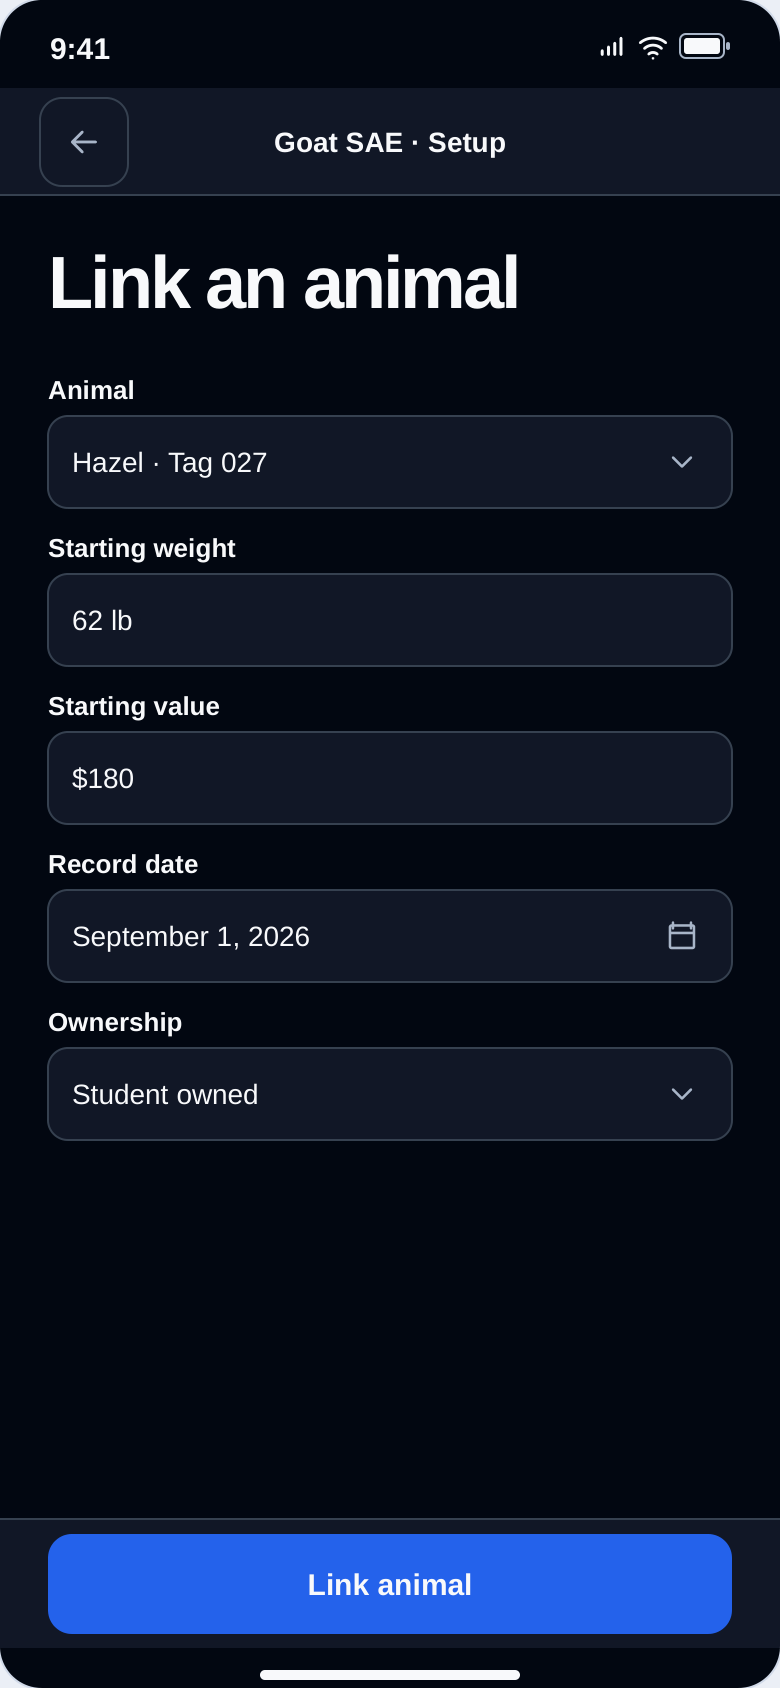 9:41
Goat SAE · Setup
Link an animal
Animal
Hazel · Tag 027
Starting weight
62 lb
Starting value
$180
Record date
September 1, 2026
Ownership
Student owned
Link animal